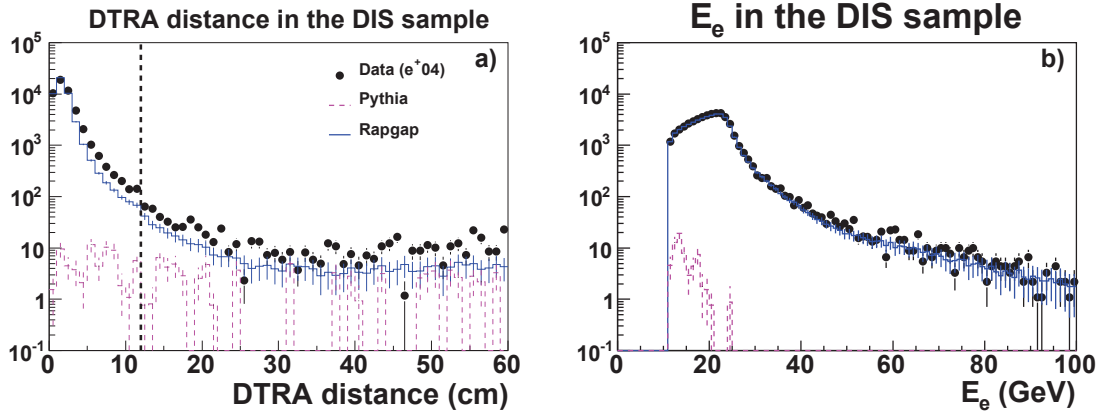 DTRA distance in the DIS sample
10^5
10^4
10^3
10^2
10
1
10^-1
a)
Data (e^+04)
Pythia
Rapgap
0 10 20 30 40 50 60
DTRA distance (cm)
E_e in the DIS sample
10^5
10^4
10^3
10^2
10
1
10^-1
b)
0 20 40 60 80 100
E_e (GeV)